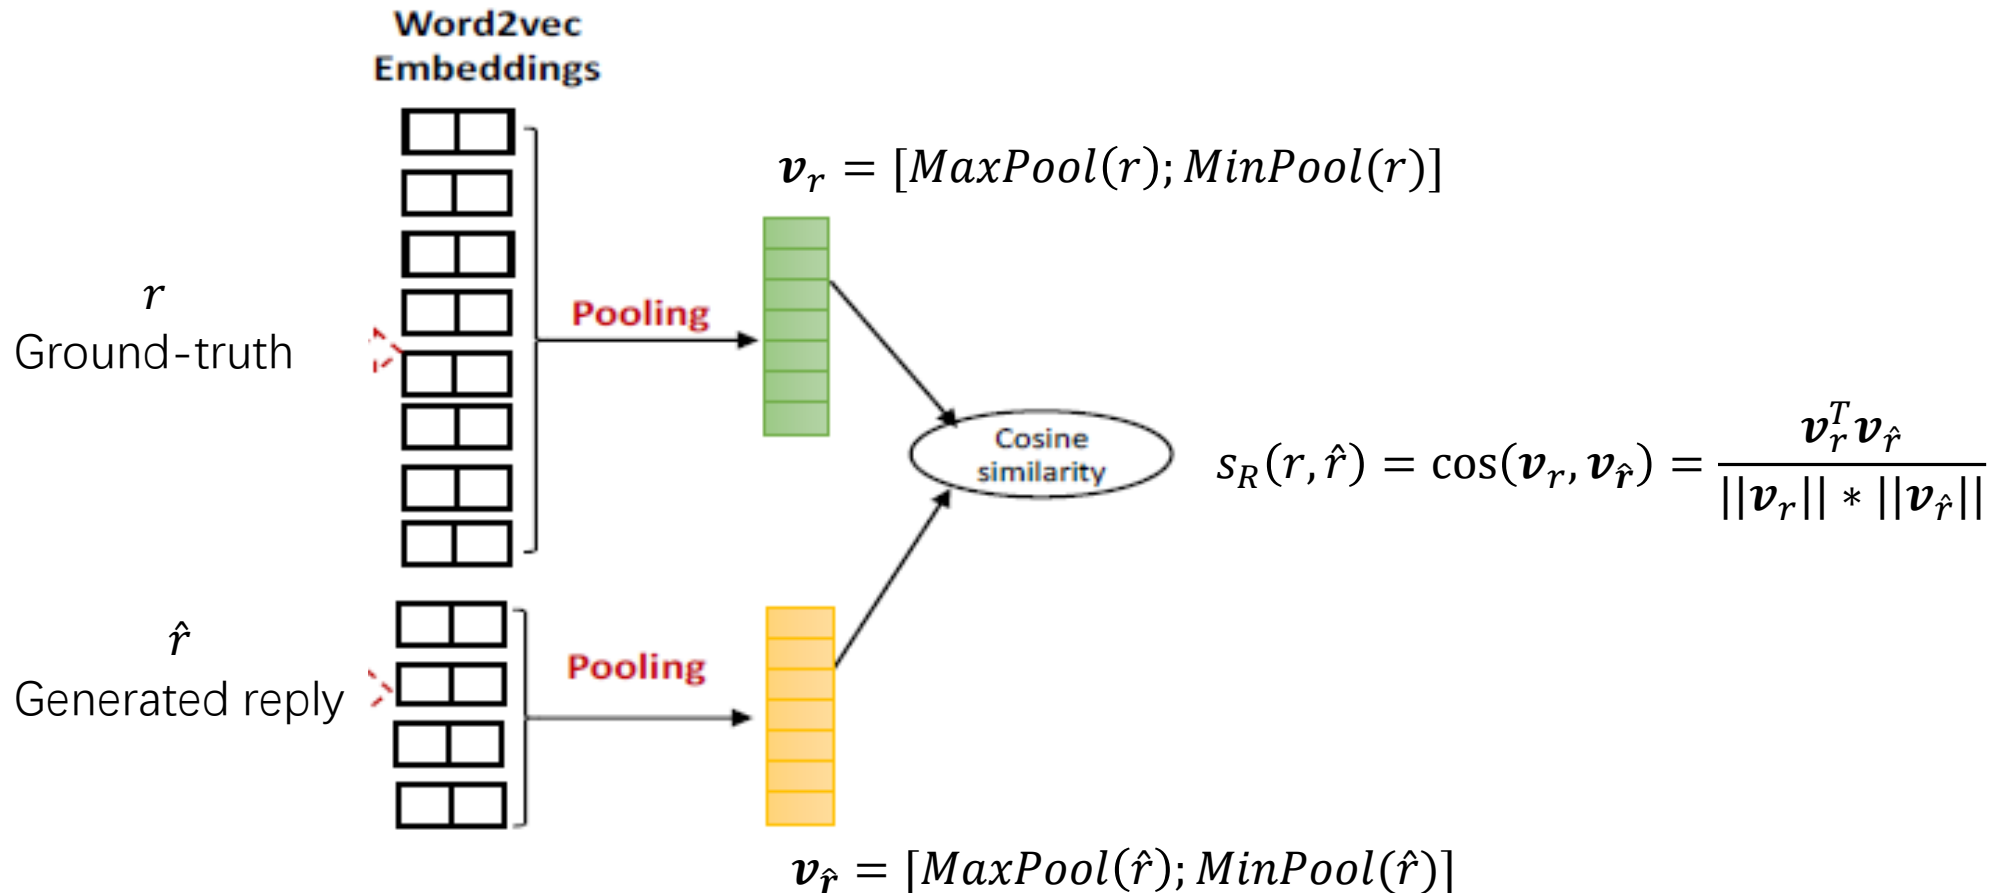 Word2vec
Embeddings
𝒗_r = [MaxPool(r); MinPool(r)]
r
Ground-truth
Pooling
Cosine
similarity
s_R(r, r̂) = cos(𝒗_r, 𝒗_r̂) = 𝒗_r^T 𝒗_r̂ / ||𝒗_r|| * ||𝒗_r̂||
r̂
Generated reply
Pooling
𝒗_r̂ = [MaxPool(r̂); MinPool(r̂)]